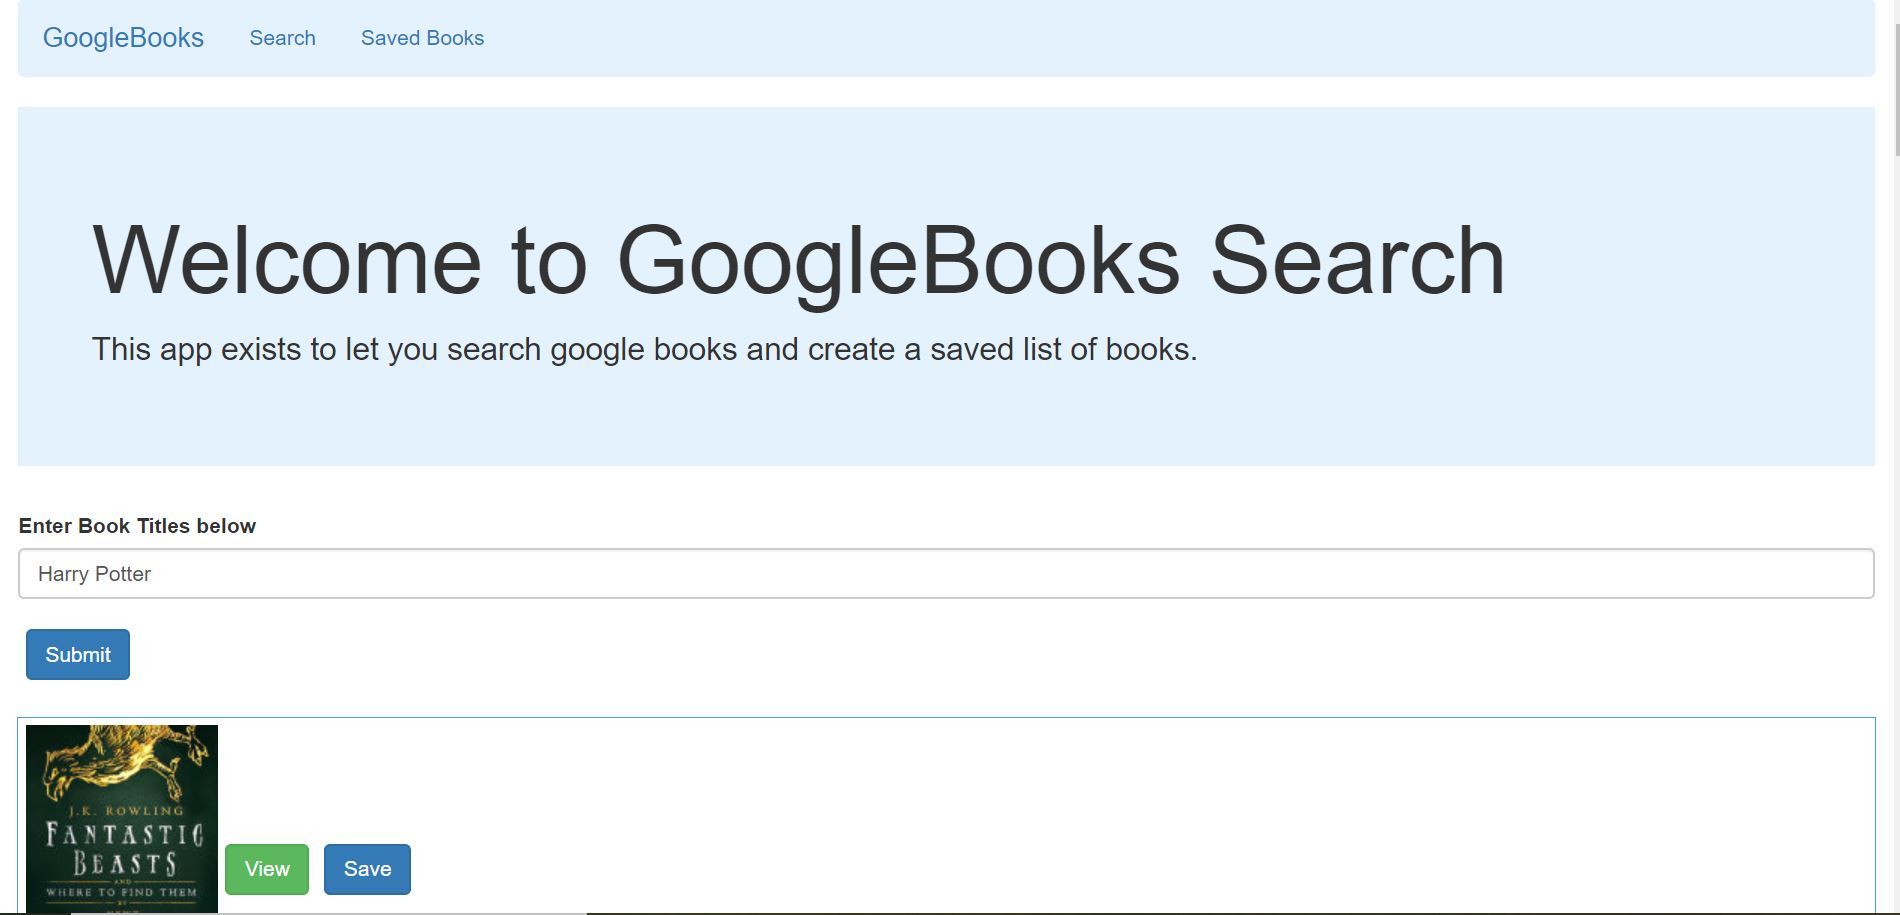 GoogleBooks Search Saved Books
Welcome to GoogleBooks Search
This app exists to let you search google books and create a saved list of books.
Enter Book Titles below
Harry Potter
Submit
J.K. ROWLING
FANTASTIC
BEASTS
AND
WHERE TO FIND THEM
BY
View Save